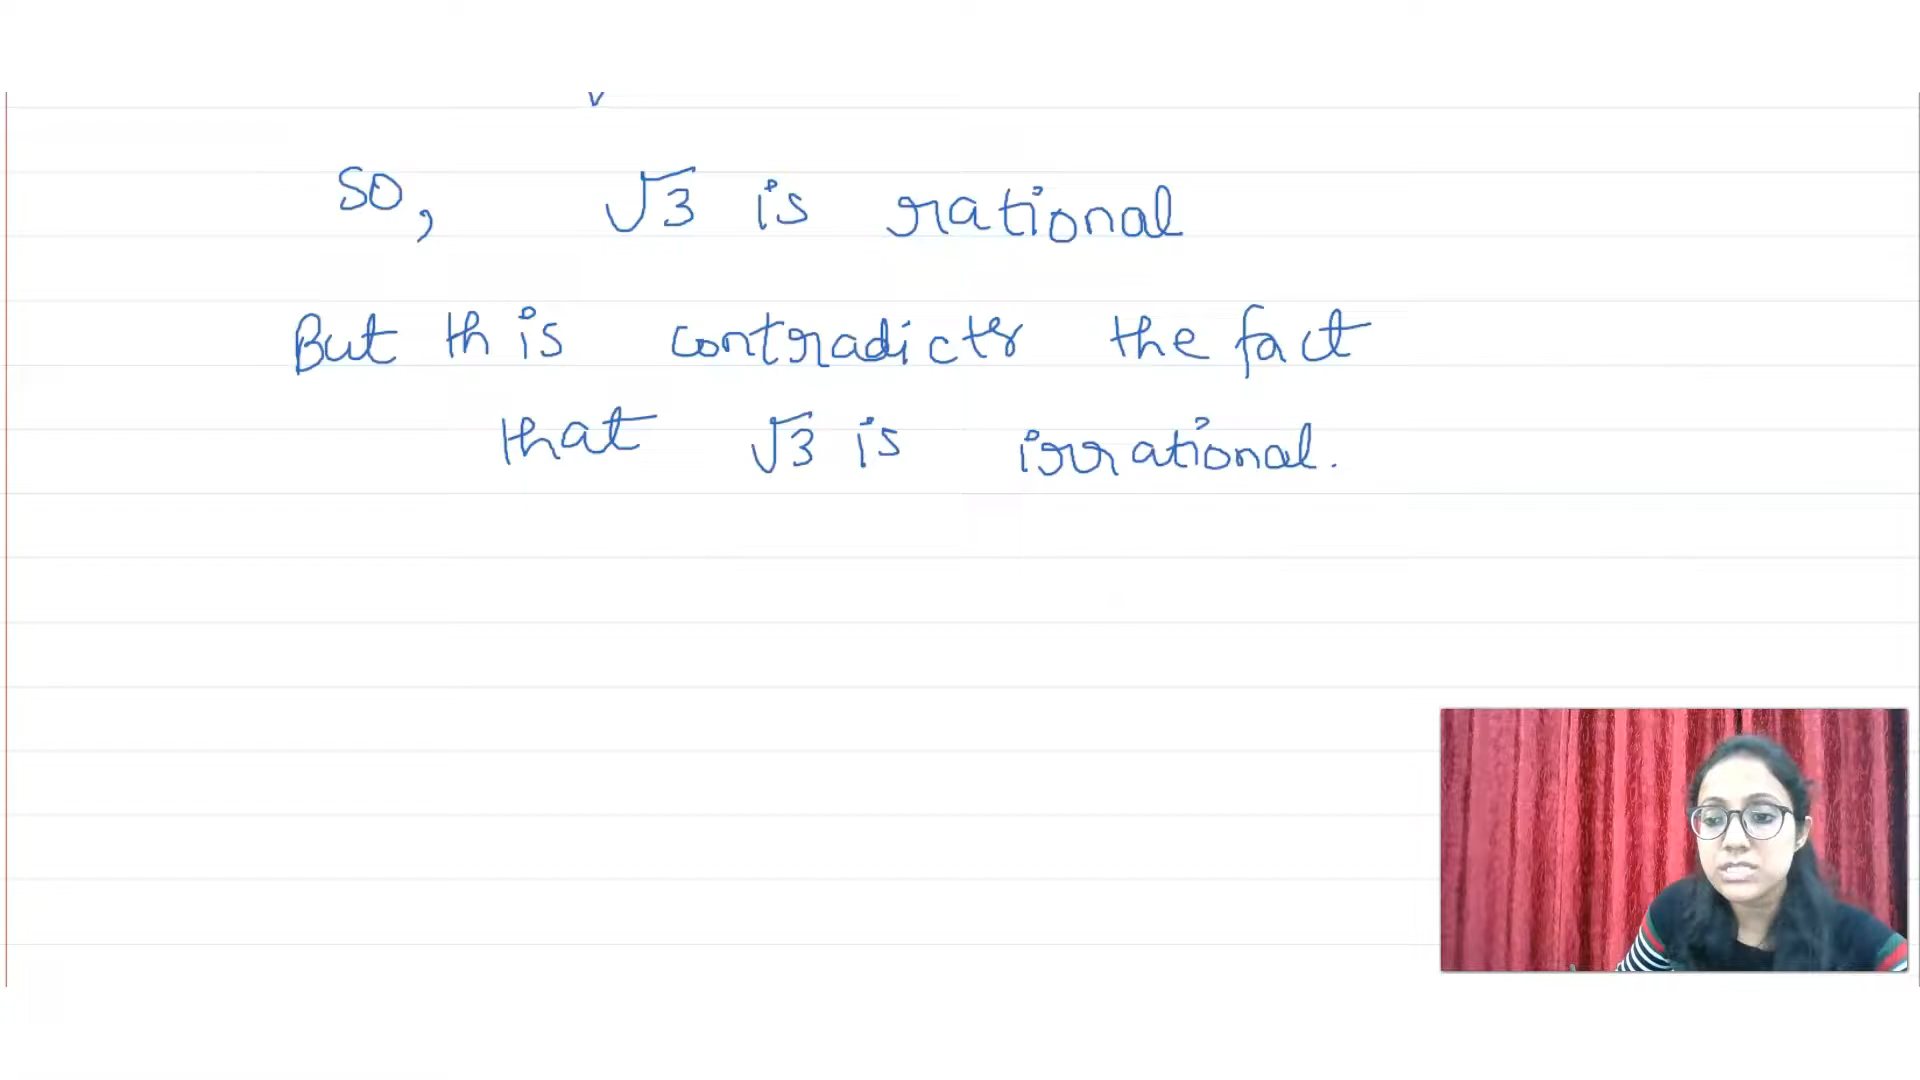 So, √3 is rational
But this contradicts the fact
that √3 is irrational.